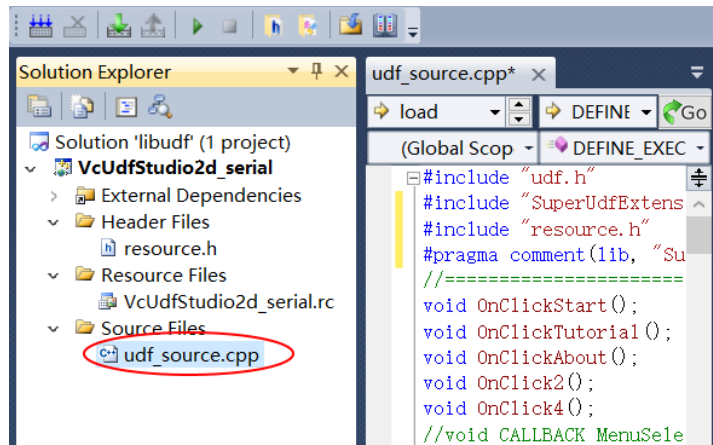 Solution Explorer
Solution 'libudf' (1 project)
VcUdfStudio2d_serial
External Dependencies
Header Files
resource.h
Resource Files
VcUdfStudio2d_serial.rc
Source Files
udf_source.cpp
udf_source.cpp*
load DEFINE Go
(Global Scop DEFINE_EXEC
#include "udf.h"
#include "SuperUdfExtens
#include "resource.h"
#pragma comment(lib, "Su
//======================
void OnClickStart();
void OnClickTutorial();
void OnClickAbout();
void OnClick2();
void OnClick4();
//void CALLBACK MenuSele